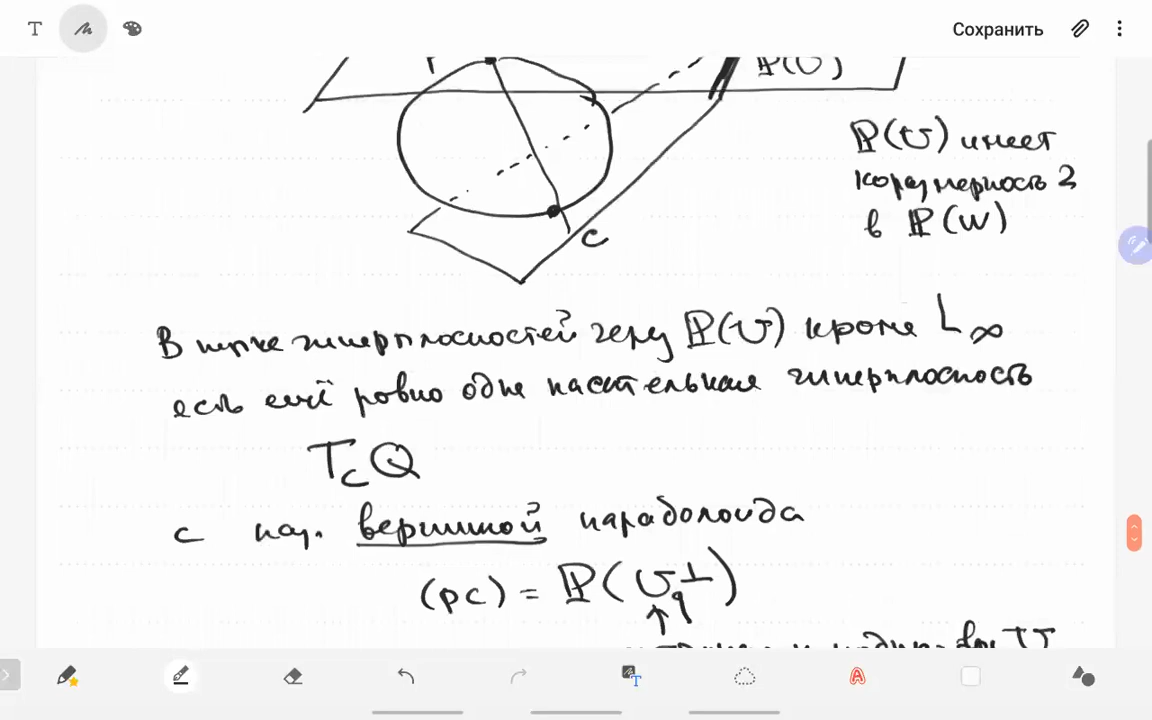 Сохранить
P ℙ(U)
ℙ(U) имеет
коразмерность 2
в ℙ(W)
c
В пучке гиперплоскостей через ℙ(U) кроме L∞
есть ещё ровно одна касательная гиперплоскость
T_c Q
c наз. вершиной параболоида
(pc) = ℙ(U_q^⊥)